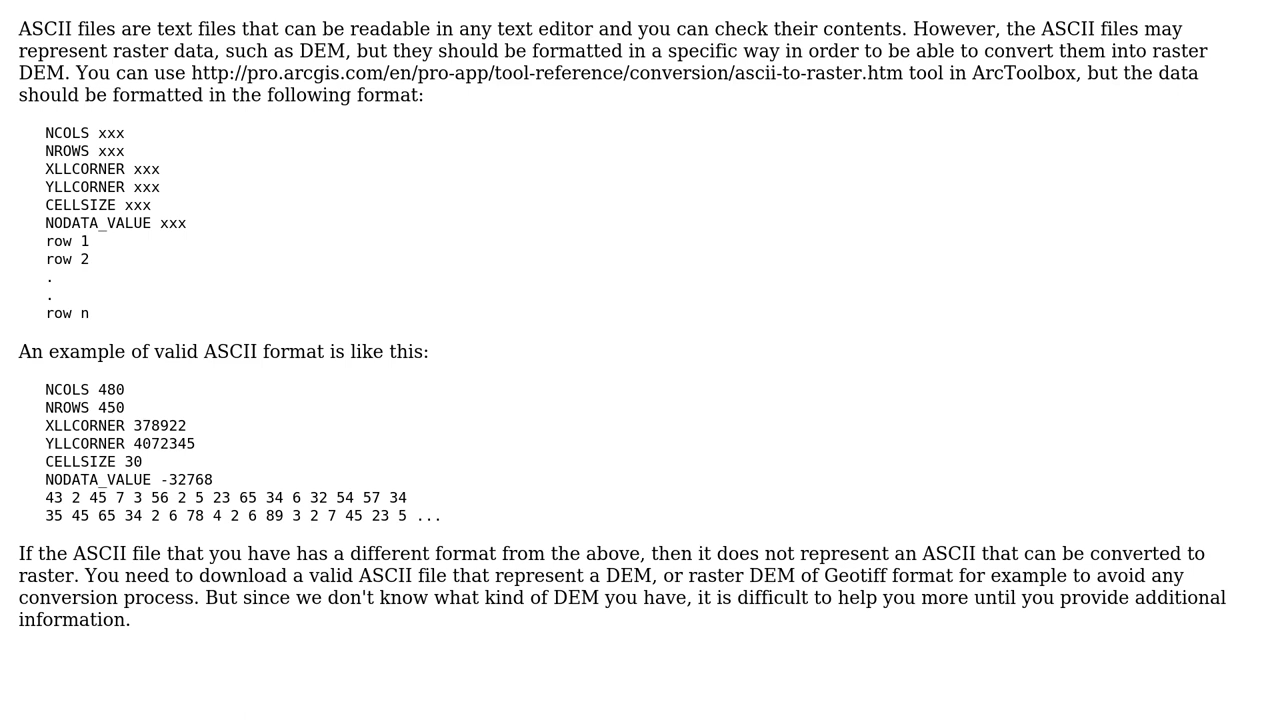 ASCII files are text files that can be readable in any text editor and you can check their contents. However, the ASCII files may
represent raster data, such as DEM, but they should be formatted in a specific way in order to be able to convert them into raster
DEM. You can use http://pro.arcgis.com/en/pro-app/tool-reference/conversion/ascii-to-raster.htm tool in ArcToolbox, but the data
should be formatted in the following format:
NCOLS xxx
NROWS xxx
XLLCORNER xxx
YLLCORNER xxx
CELLSIZE xxx
NODATA_VALUE xxx
row 1
row 2
.
.
row n
An example of valid ASCII format is like this:
NCOLS 480
NROWS 450
XLLCORNER 378922
YLLCORNER 4072345
CELLSIZE 30
NODATA_VALUE -32768
43 2 45 7 3 56 2 5 23 65 34 6 32 54 57 34
35 45 65 34 2 6 78 4 2 6 89 3 2 7 45 23 5 ...
If the ASCII file that you have has a different format from the above, then it does not represent an ASCII that can be converted to
raster. You need to download a valid ASCII file that represent a DEM, or raster DEM of Geotiff format for example to avoid any
conversion process. But since we don't know what kind of DEM you have, it is difficult to help you more until you provide additional
information.